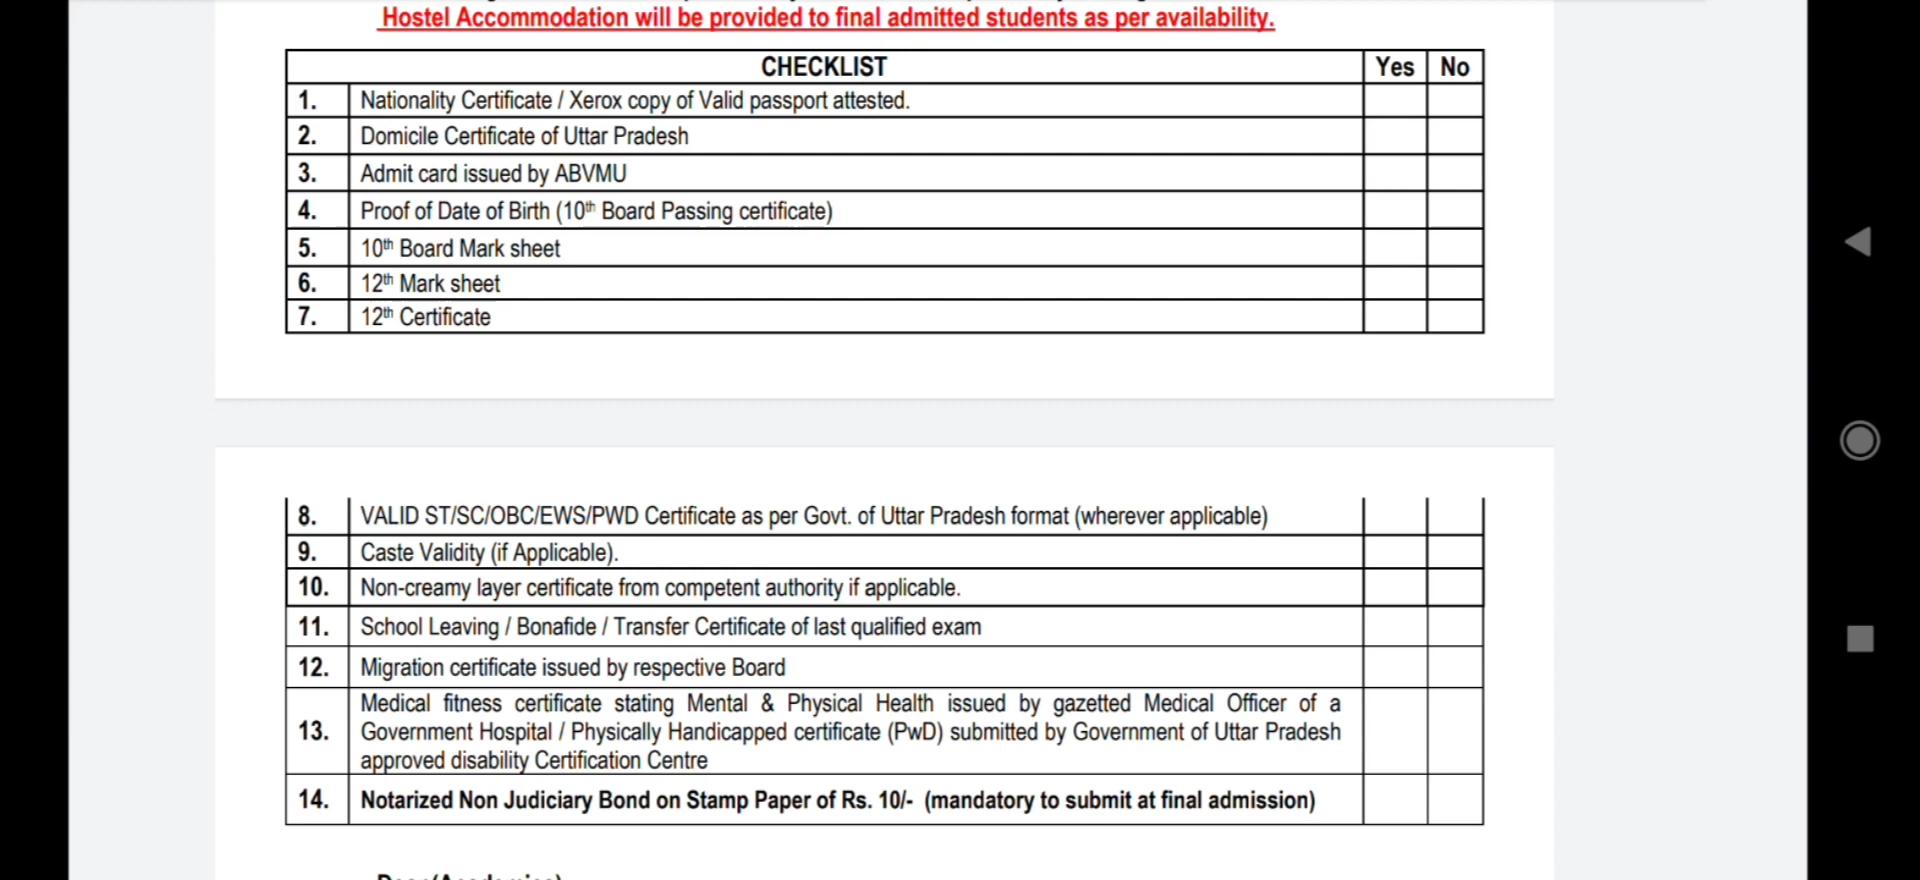 Hostel Accommodation will be provided to final admitted students as per availability.
CHECKLIST Yes No
1. Nationality Certificate / Xerox copy of Valid passport attested.
2. Domicile Certificate of Uttar Pradesh
3. Admit card issued by ABVMU
4. Proof of Date of Birth (10th Board Passing certificate)
5. 10th Board Mark sheet
6. 12th Mark sheet
7. 12th Certificate
8. VALID ST/SC/OBC/EWS/PWD Certificate as per Govt. of Uttar Pradesh format (wherever applicable)
9. Caste Validity (if Applicable).
10. Non-creamy layer certificate from competent authority if applicable.
11. School Leaving / Bonafide / Transfer Certificate of last qualified exam
12. Migration certificate issued by respective Board
13. Medical fitness certificate stating Mental & Physical Health issued by gazetted Medical Officer of a
Government Hospital / Physically Handicapped certificate (PwD) submitted by Government of Uttar Pradesh
approved disability Certification Centre
14. Notarized Non Judiciary Bond on Stamp Paper of Rs. 10/- (mandatory to submit at final admission)